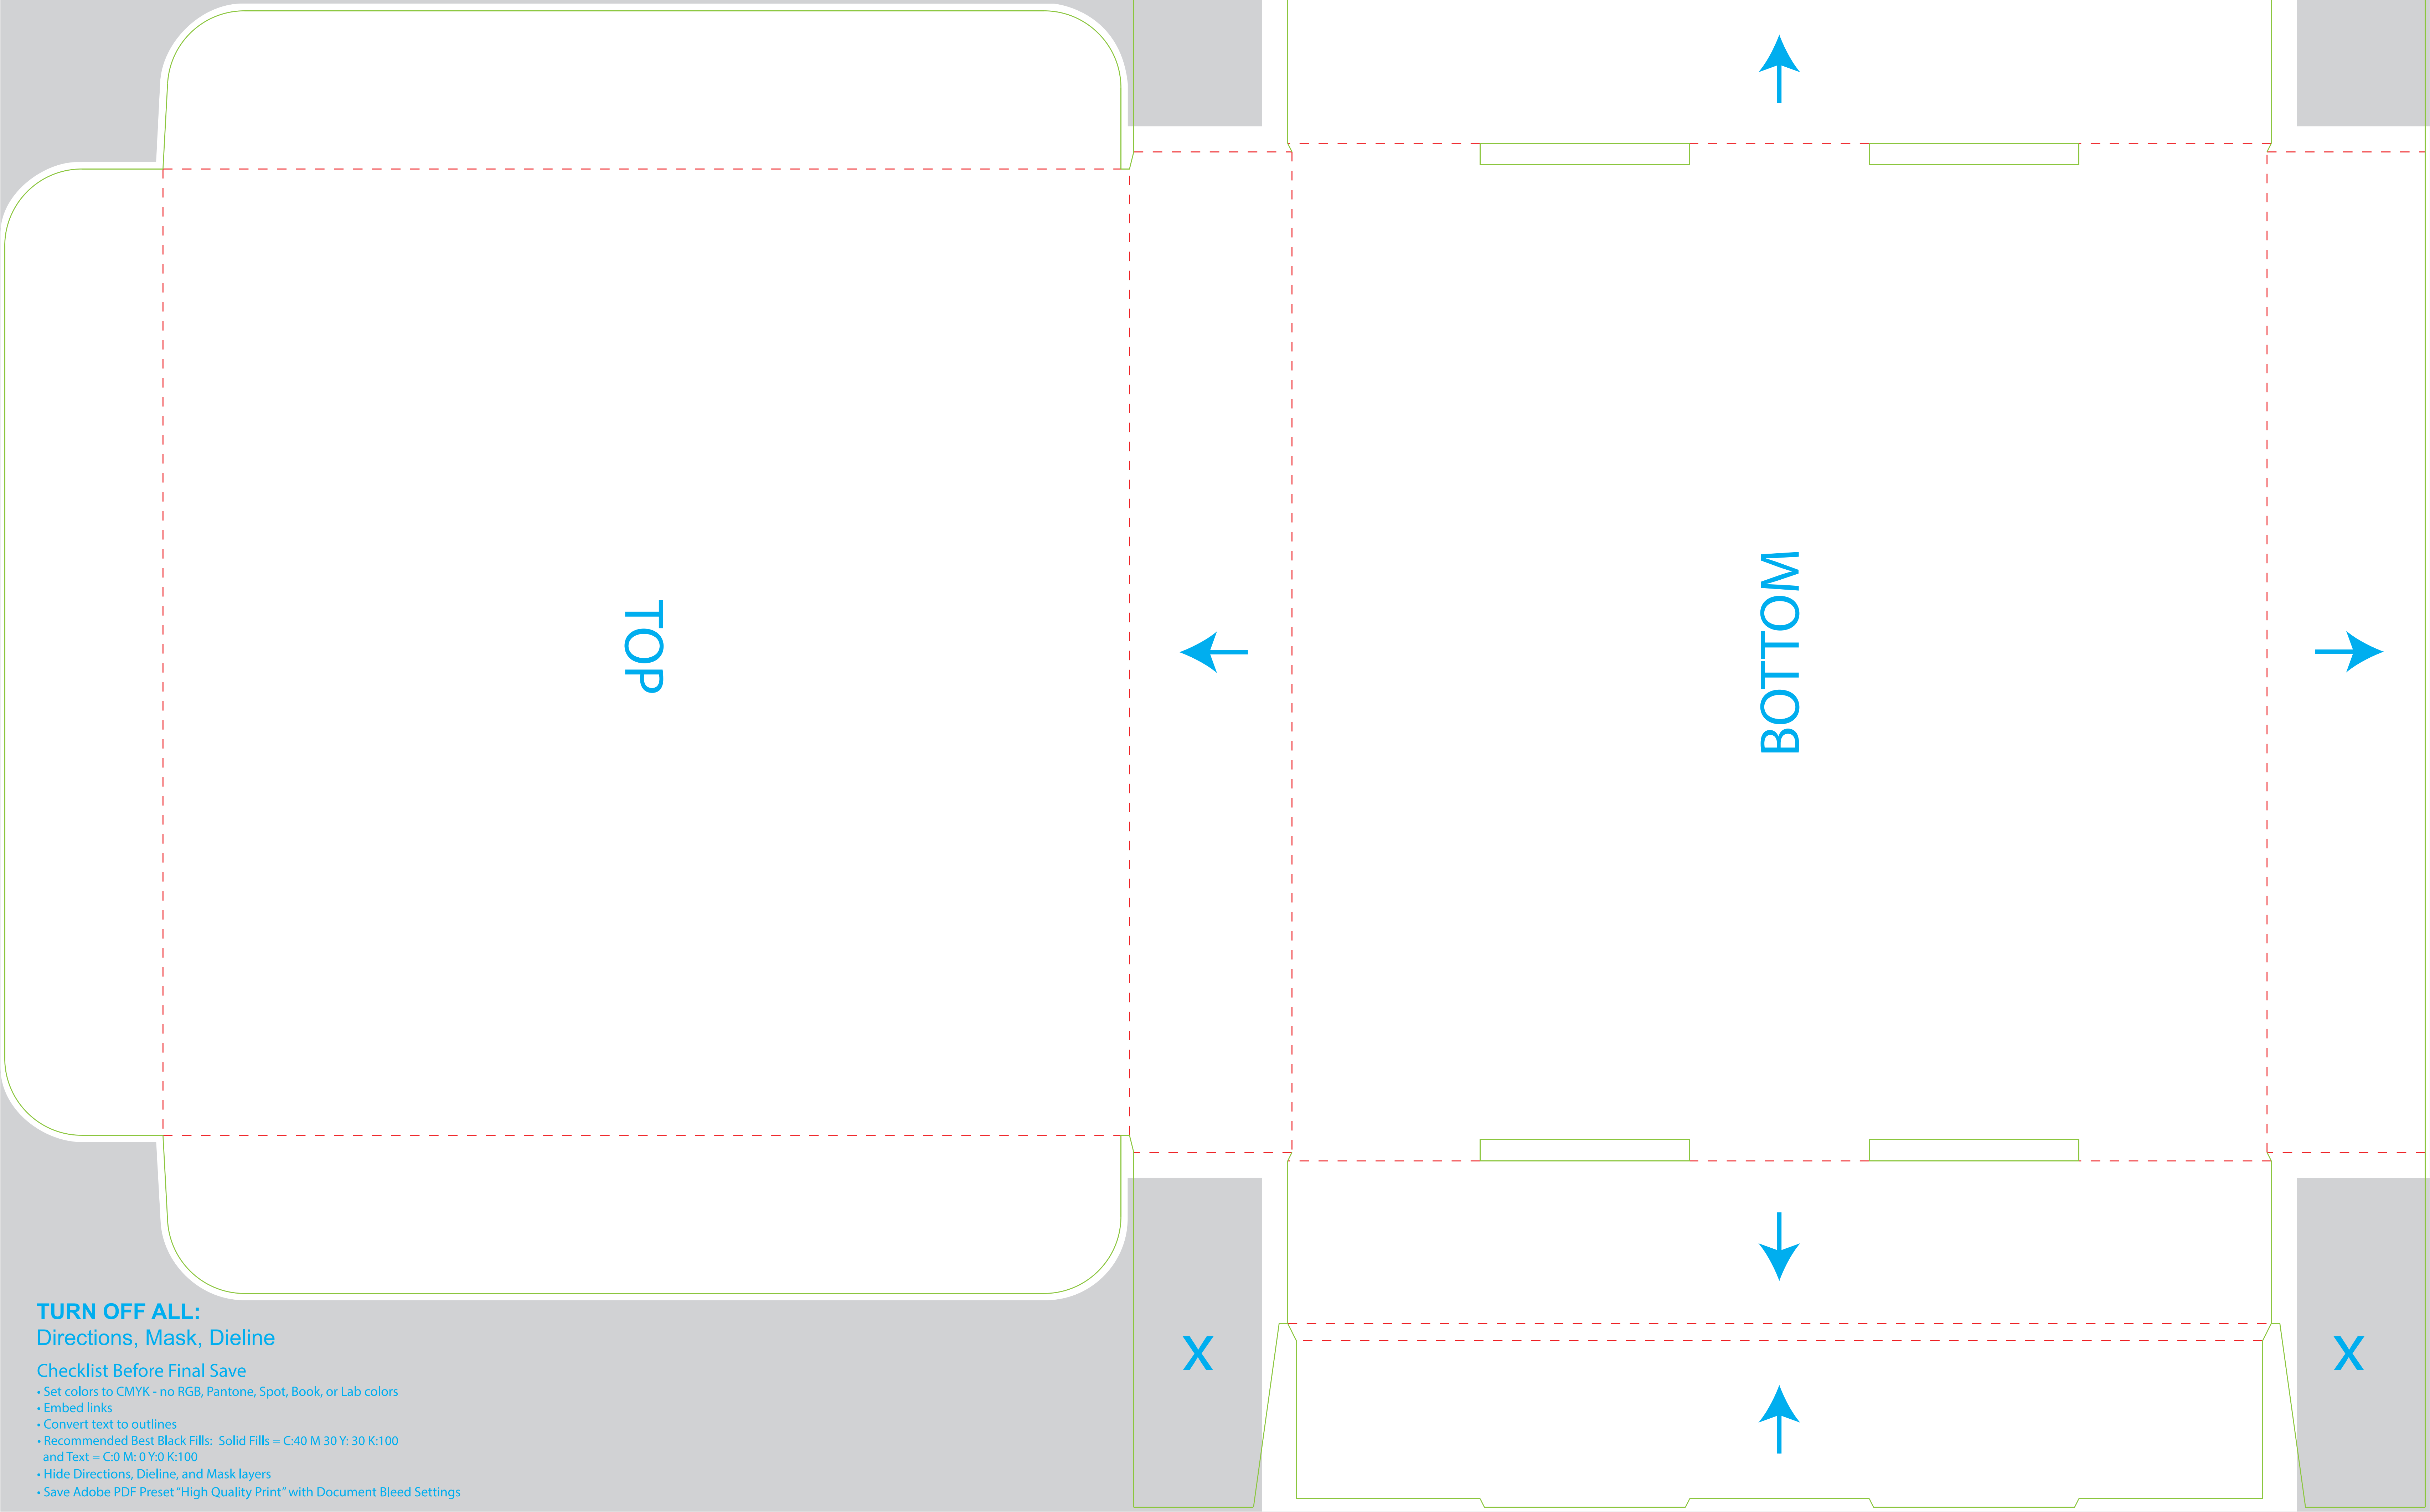 TOP
BOTTOM
X
X
TURN OFF ALL:
Directions, Mask, Dieline
Checklist Before Final Save
• Set colors to CMYK - no RGB, Pantone, Spot, Book, or Lab colors
• Embed links
• Convert text to outlines
• Recommended Best Black Fills:  Solid Fills = C:40 M 30 Y: 30 K:100
and Text = C:0 M: 0 Y:0 K:100
• Hide Directions, Dieline, and Mask layers
• Save Adobe PDF Preset “High Quality Print” with Document Bleed Settings